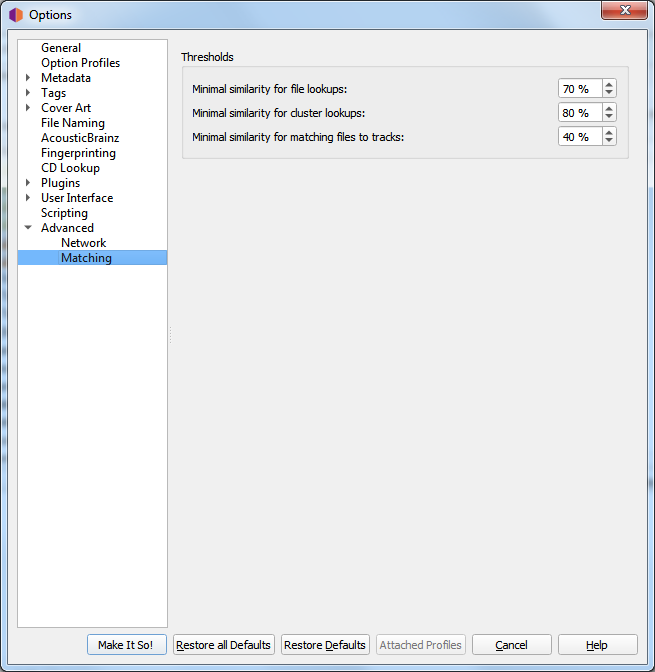 Options
General
Option Profiles
Metadata
Tags
Cover Art
File Naming
AcousticBrainz
Fingerprinting
CD Lookup
Plugins
User Interface
Scripting
Advanced
Network
Matching
Thresholds
Minimal similarity for file lookups: 70 %
Minimal similarity for cluster lookups: 80 %
Minimal similarity for matching files to tracks: 40 %
Make It So! Restore all Defaults Restore Defaults Attached Profiles Cancel Help